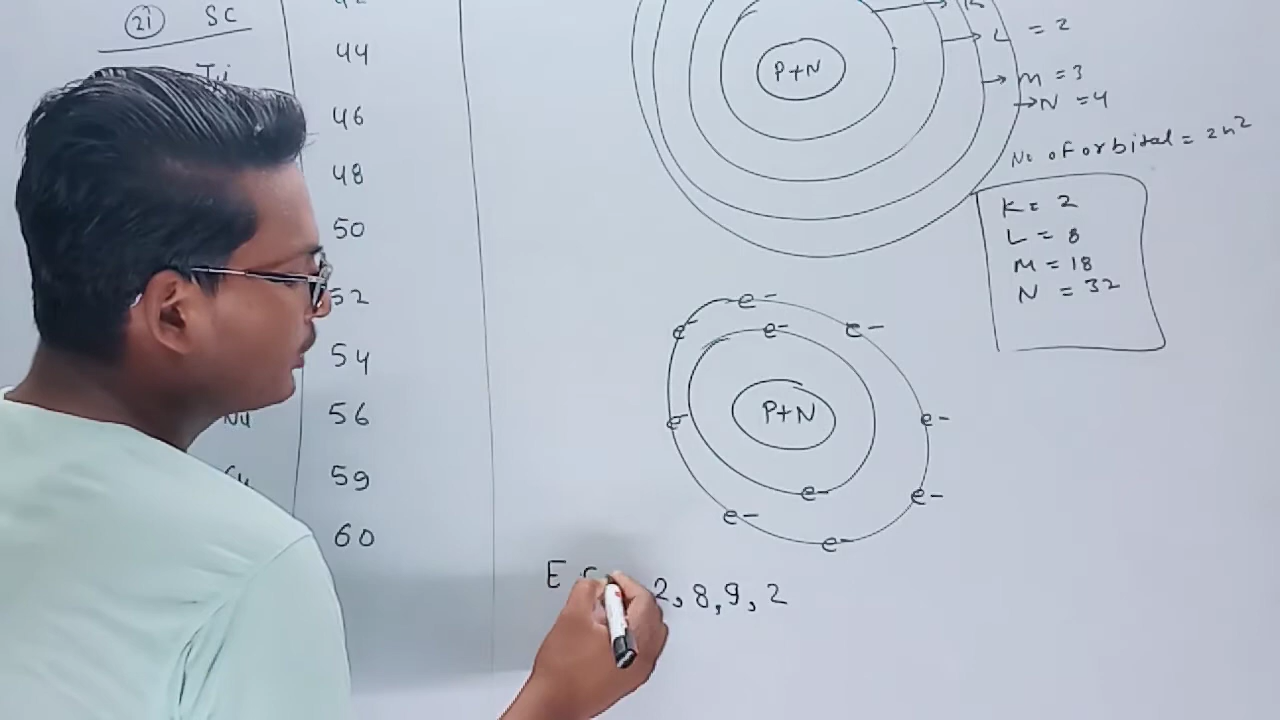 21 SC
44
46
48
50
52
54
56
59
60
P+N
L = 2
M = 3
N = 4
No of orbital = 2n²
K = 2
L = 8
M = 18
N = 32
e-
e- e- e-
P+N
e- e-
e- e-
e-
e-
E 2, 8, 9, 2